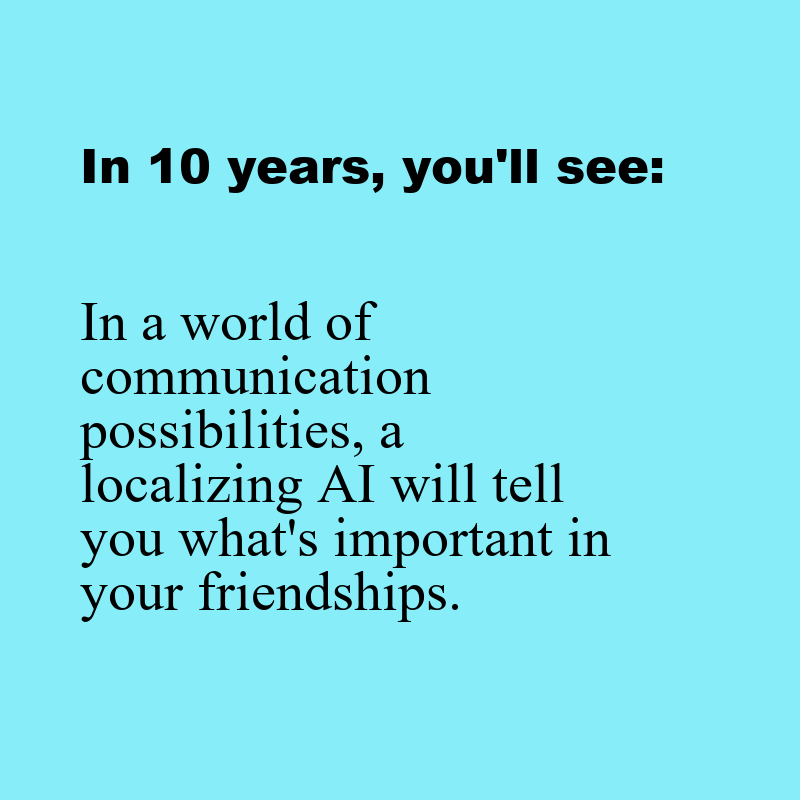 In 10 years, you'll see:
In a world of
communication
possibilities, a
localizing AI will tell
you what's important in
your friendships.